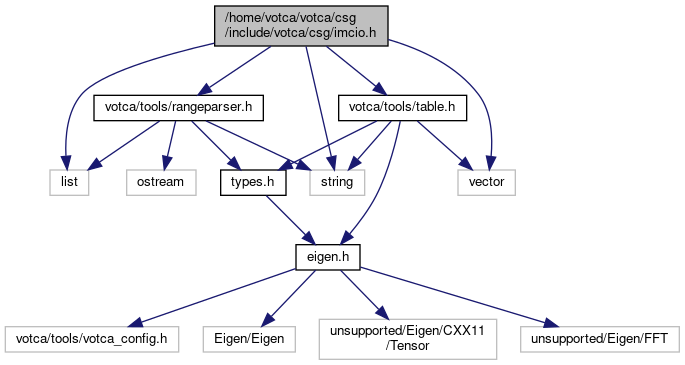 /home/votca/votca/csg
/include/votca/csg/imcio.h
votca/tools/rangeparser.h
votca/tools/table.h
list
ostream
types.h
string
vector
eigen.h
votca/tools/votca_config.h
Eigen/Eigen
unsupported/Eigen/CXX11
/Tensor
unsupported/Eigen/FFT